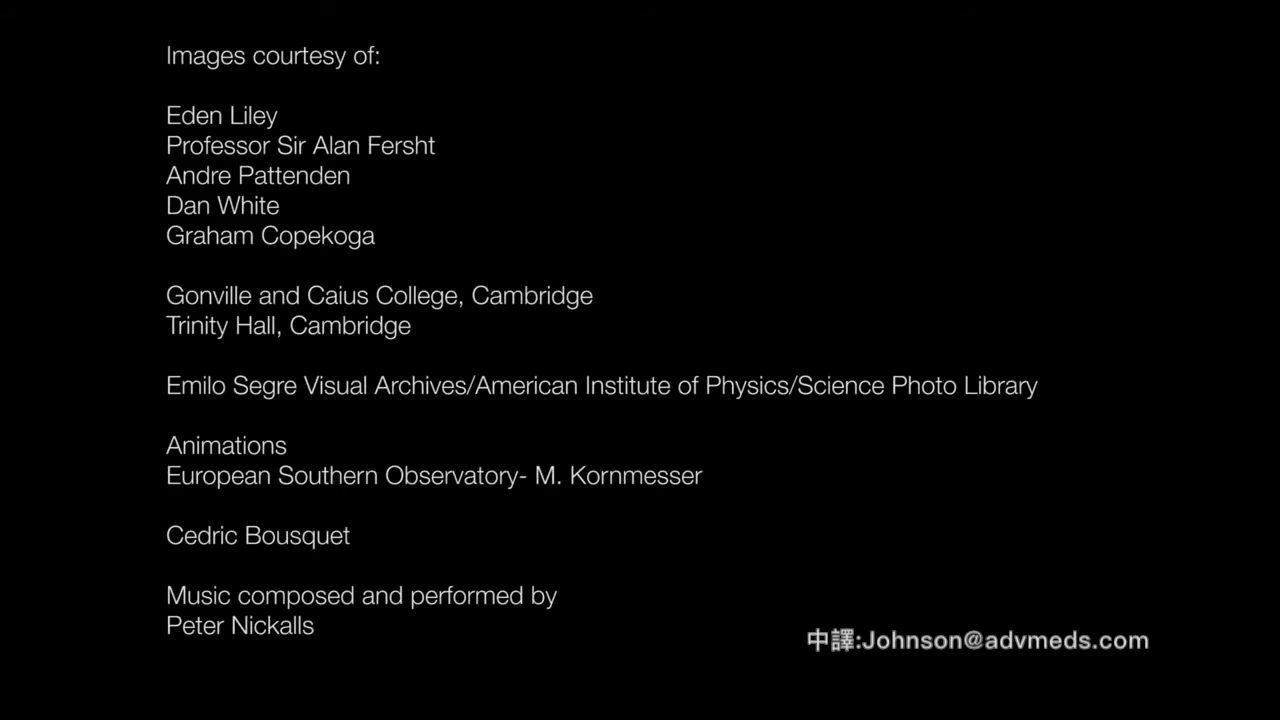 Images courtesy of:
Eden Liley
Professor Sir Alan Fersht
Andre Pattenden
Dan White
Graham Copekoga
Gonville and Caius College, Cambridge
Trinity Hall, Cambridge
Emilo Segre Visual Archives/American Institute of Physics/Science Photo Library
Animations
European Southern Observatory- M. Kornmesser
Cedric Bousquet
Music composed and performed by
Peter Nickalls
中譯:Johnson@advmeds.com